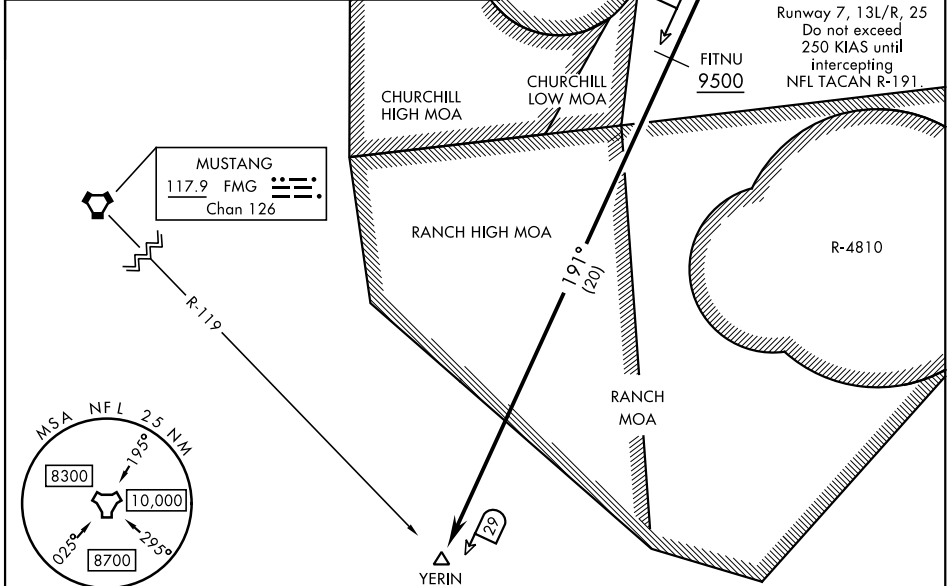 Runway 7, 13L/R, 25
Do not exceed
250 KIAS until
intercepting
NFL TACAN R-191.
FITNU
9500
CHURCHILL
HIGH MOA
CHURCHILL
LOW MOA
MUSTANG
117.9 FMG
Chan 126
RANCH HIGH MOA
R-4810
191°
(20)
R-119
RANCH
MOA
MSA NFL 25 NM
195°
8300
10,000
025°
295°
8700
29
YERIN